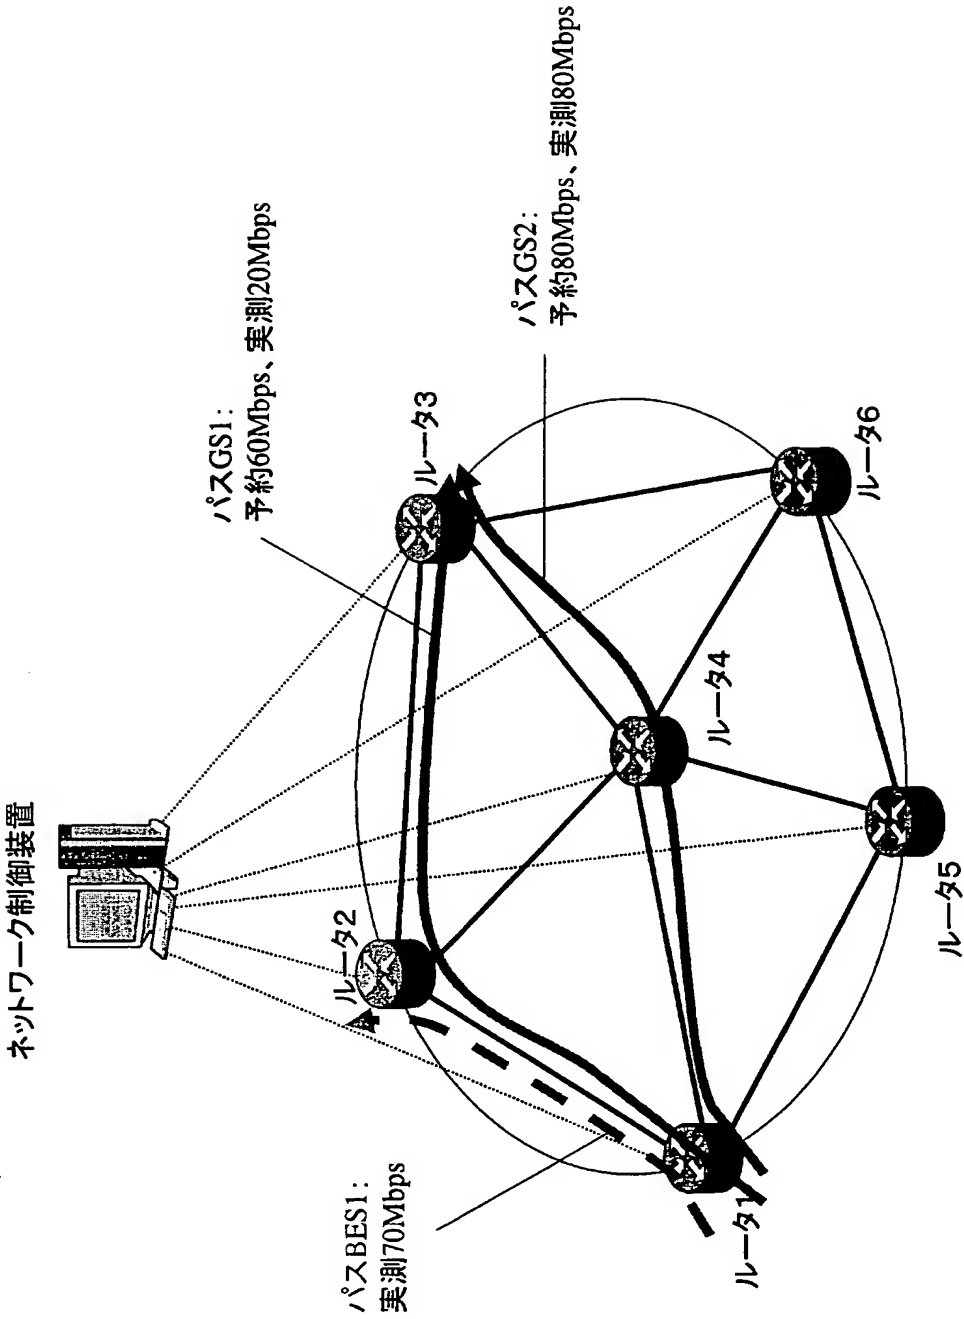 ネットワーク制御装置
パスGS1:
予約60Mbps、実測20Mbps
パスGS2:
予約80Mbps、実測80Mbps
パスBES1:
実測70Mbps
ルータ2
ルータ3
ルータ4
ルータ1
ルータ5
ルータ6